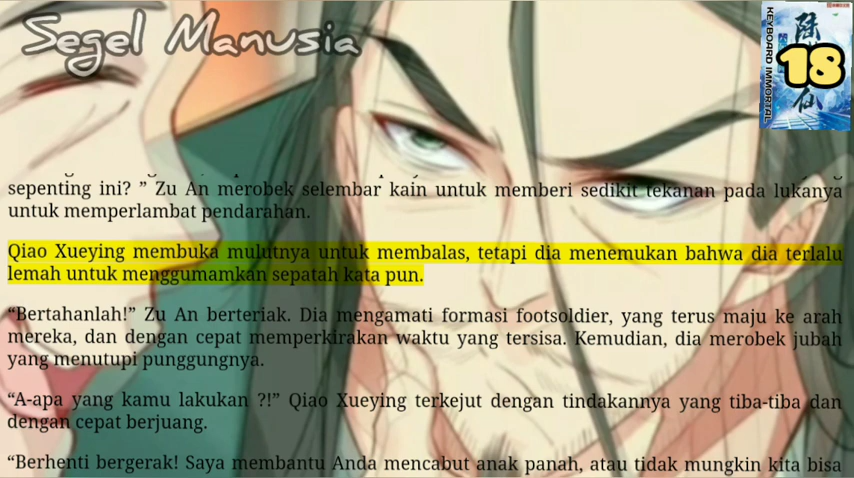 Segel Manusia
KEYBOARD IMMORTAL
18
sepenting ini? ” Zu An merobek selembar kain untuk memberi sedikit tekanan pada lukanya
untuk memperlambat pendarahan.
Qiao Xueying membuka mulutnya untuk membalas, tetapi dia menemukan bahwa dia terlalu
lemah untuk menggumamkan sepatah kata pun.
“Bertahanlah!” Zu An berteriak. Dia mengamati formasi footsoldier, yang terus maju ke arah
mereka, dan dengan cepat memperkirakan waktu yang tersisa. Kemudian, dia merobek jubah
yang menutupi punggungnya.
“A-apa yang kamu lakukan ?!” Qiao Xueying terkejut dengan tindakannya yang tiba-tiba dan
dengan cepat berjuang.
“Berhenti bergerak! Saya membantu Anda mencabut anak panah, atau tidak mungkin kita bisa